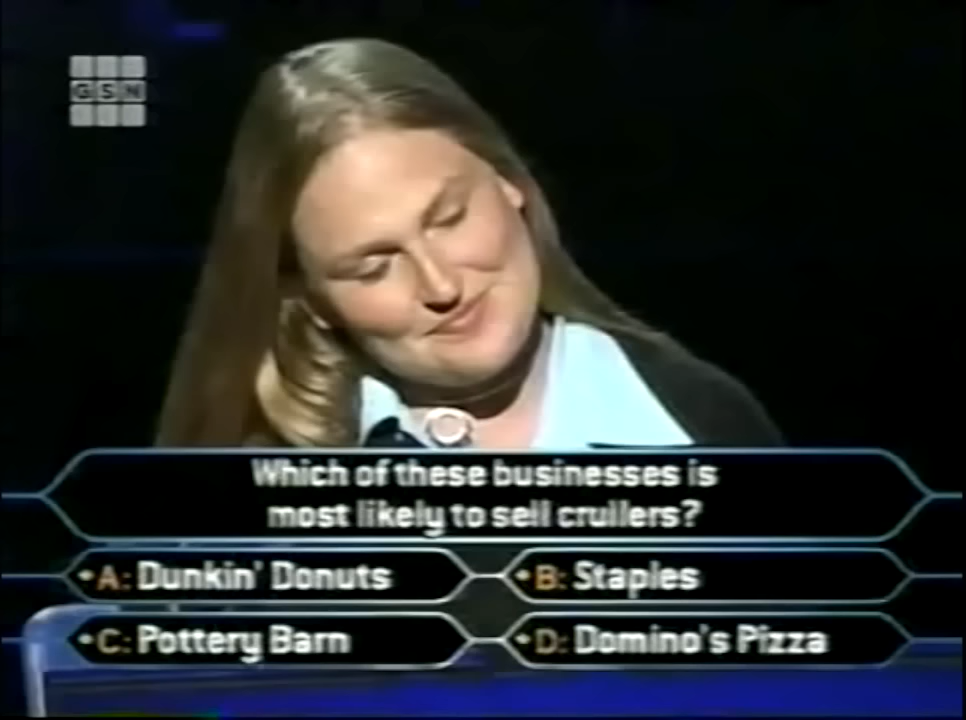 GSN
Which of these businesses is
most likely to sell crullers?
A: Dunkin' Donuts
B: Staples
C: Pottery Barn
D: Domino's Pizza